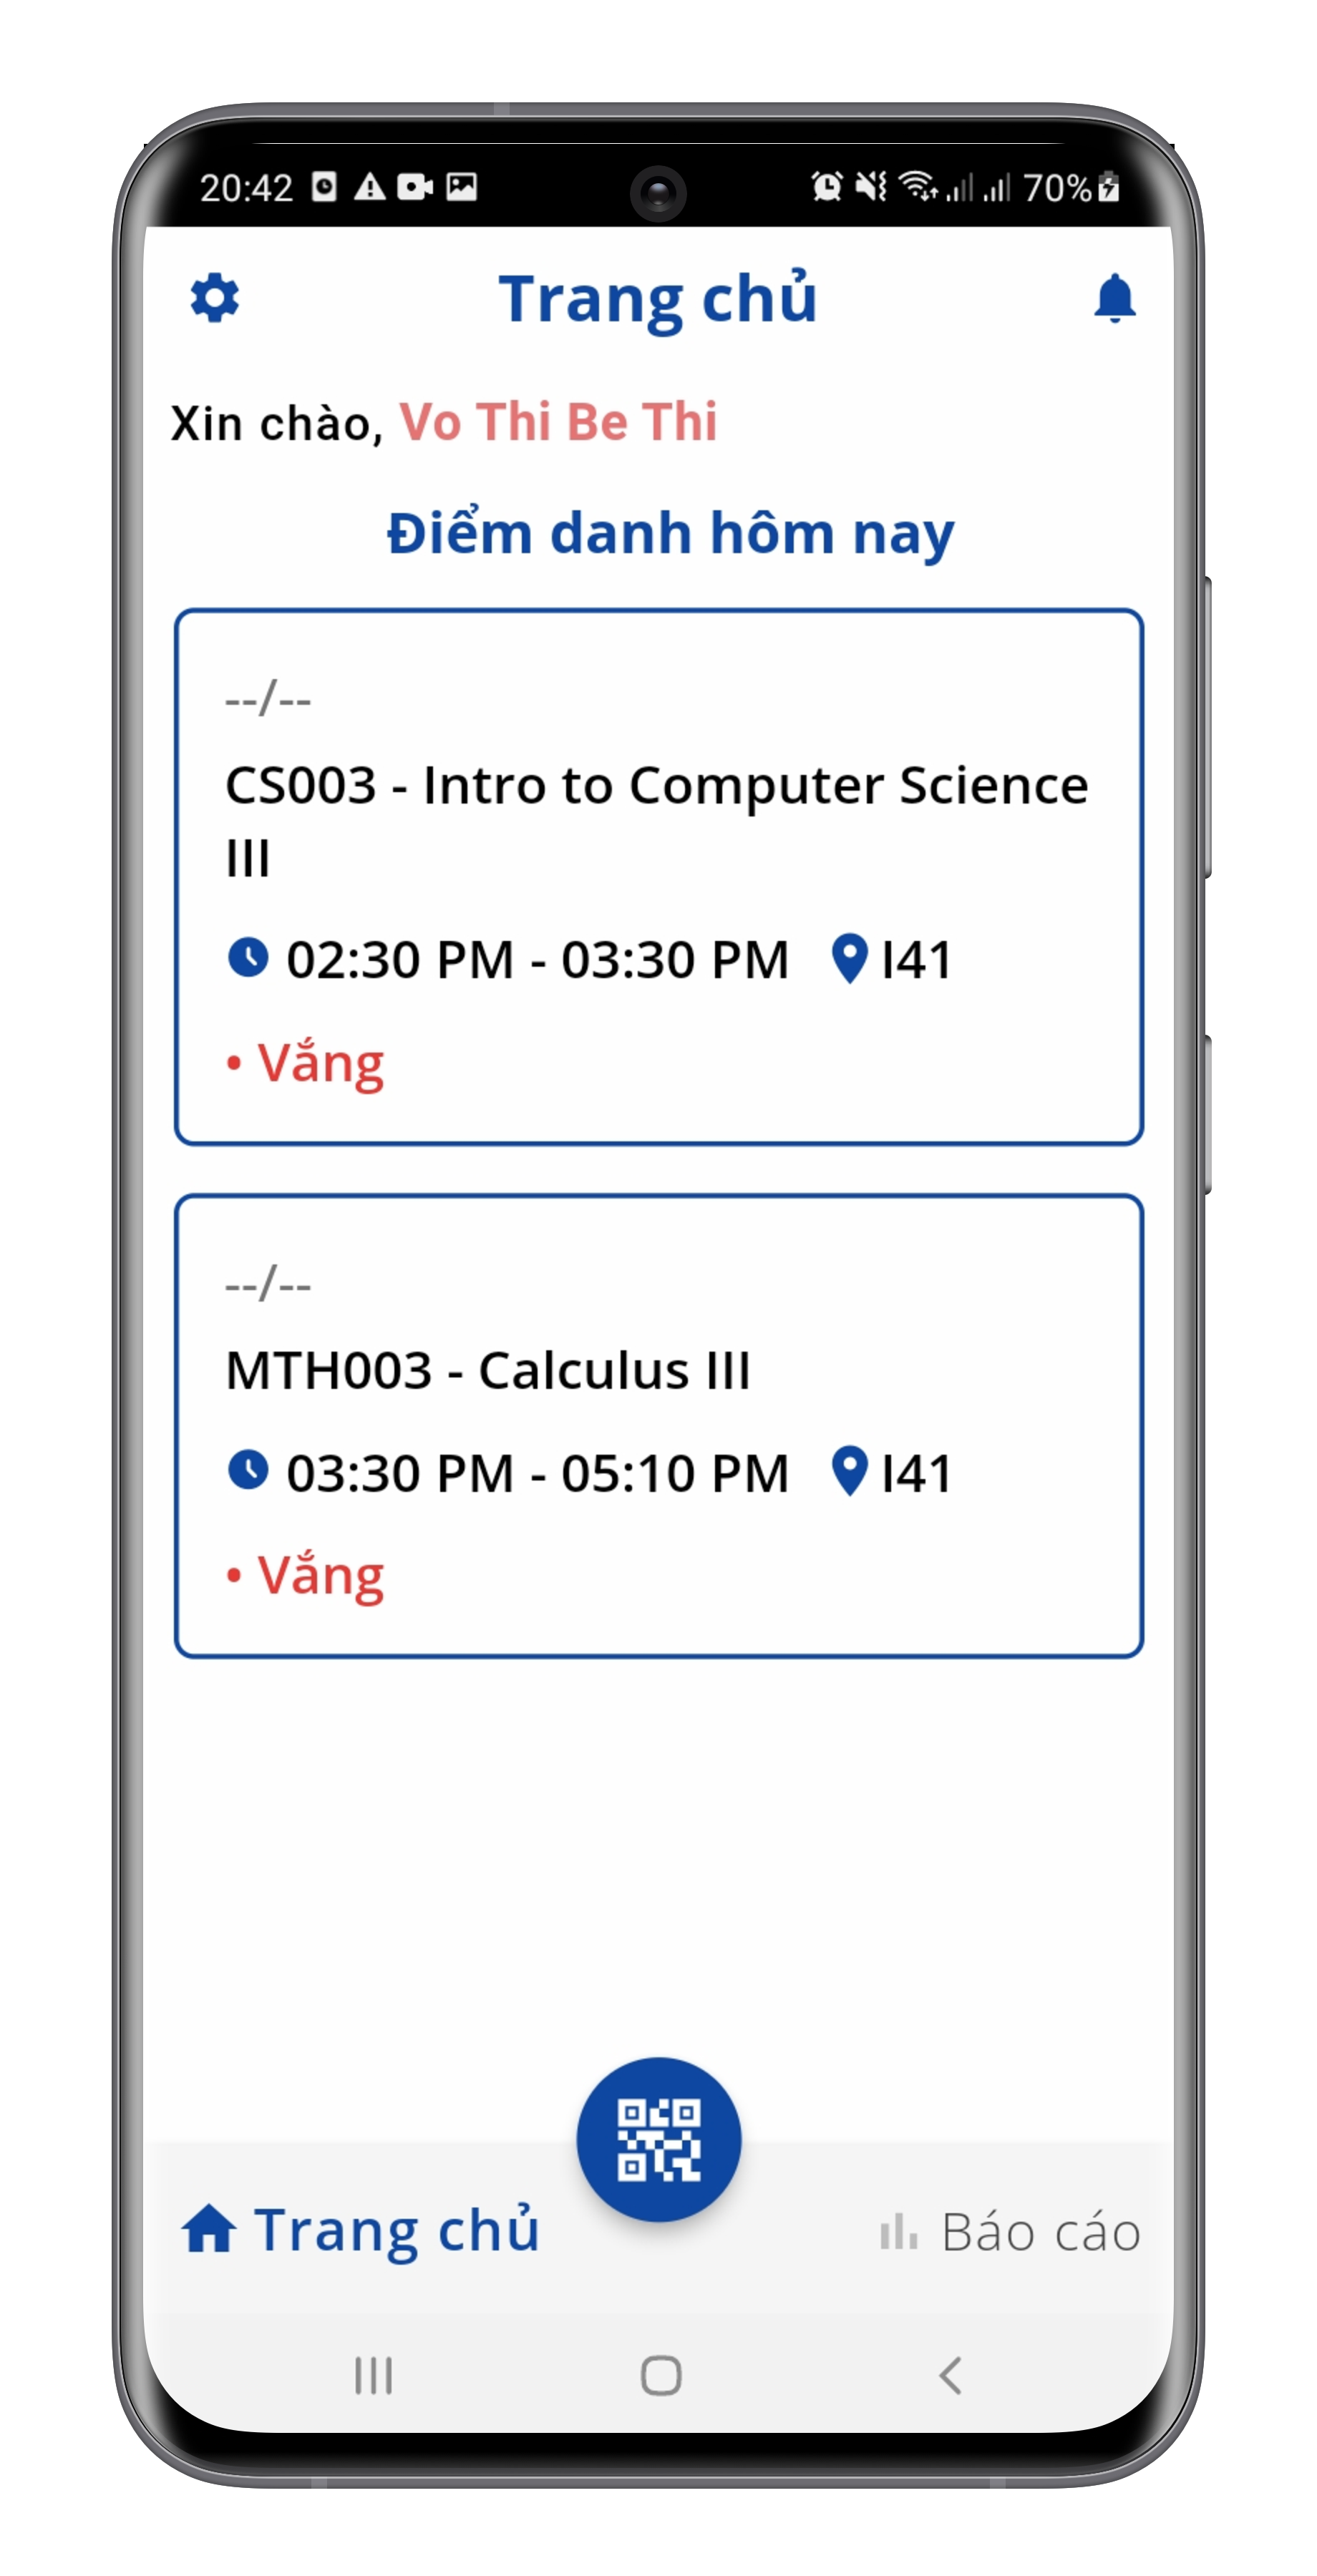 20:42 70%
Trang chủ
Xin chào, Vo Thi Be Thi
Điểm danh hôm nay
--/--
CS003 - Intro to Computer Science
III
02:30 PM - 03:30 PM I41
• Vắng
--/--
MTH003 - Calculus III
03:30 PM - 05:10 PM I41
• Vắng
Trang chủ Báo cáo